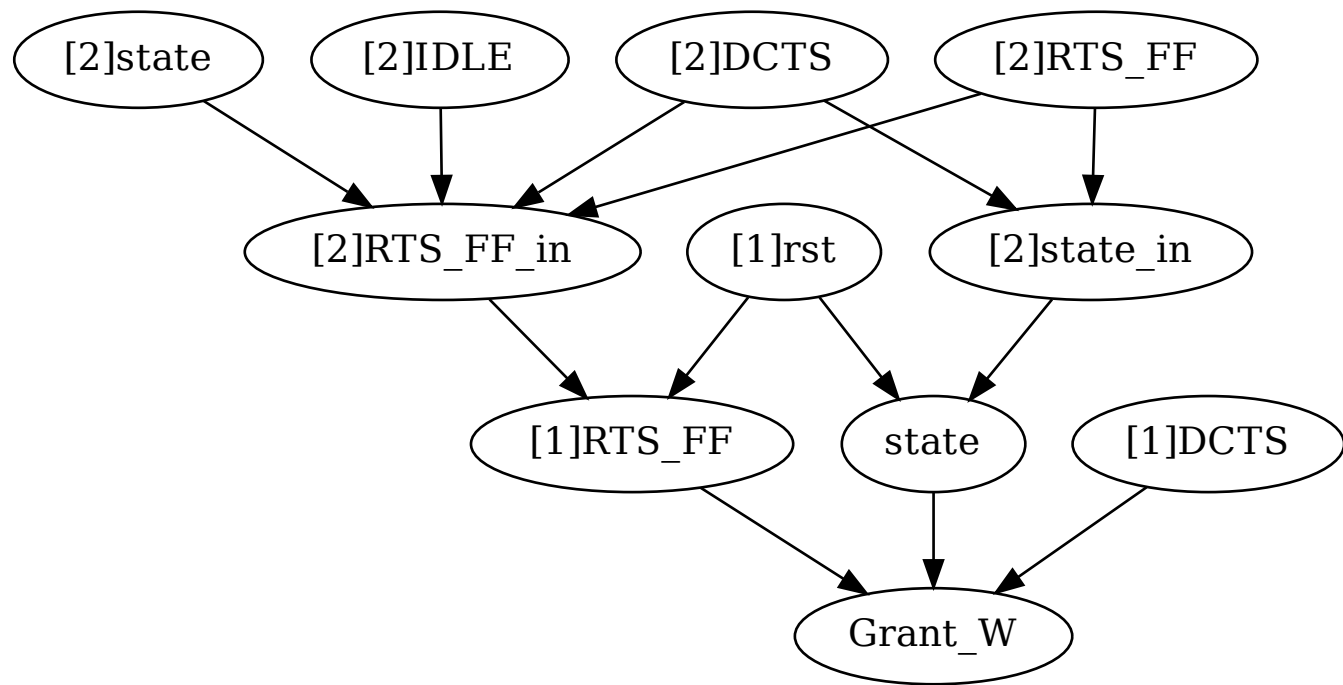 [2]state
[2]IDLE
[2]DCTS
[2]RTS_FF
[2]RTS_FF_in
[1]rst
[2]state_in
[1]RTS_FF
state
[1]DCTS
Grant_W